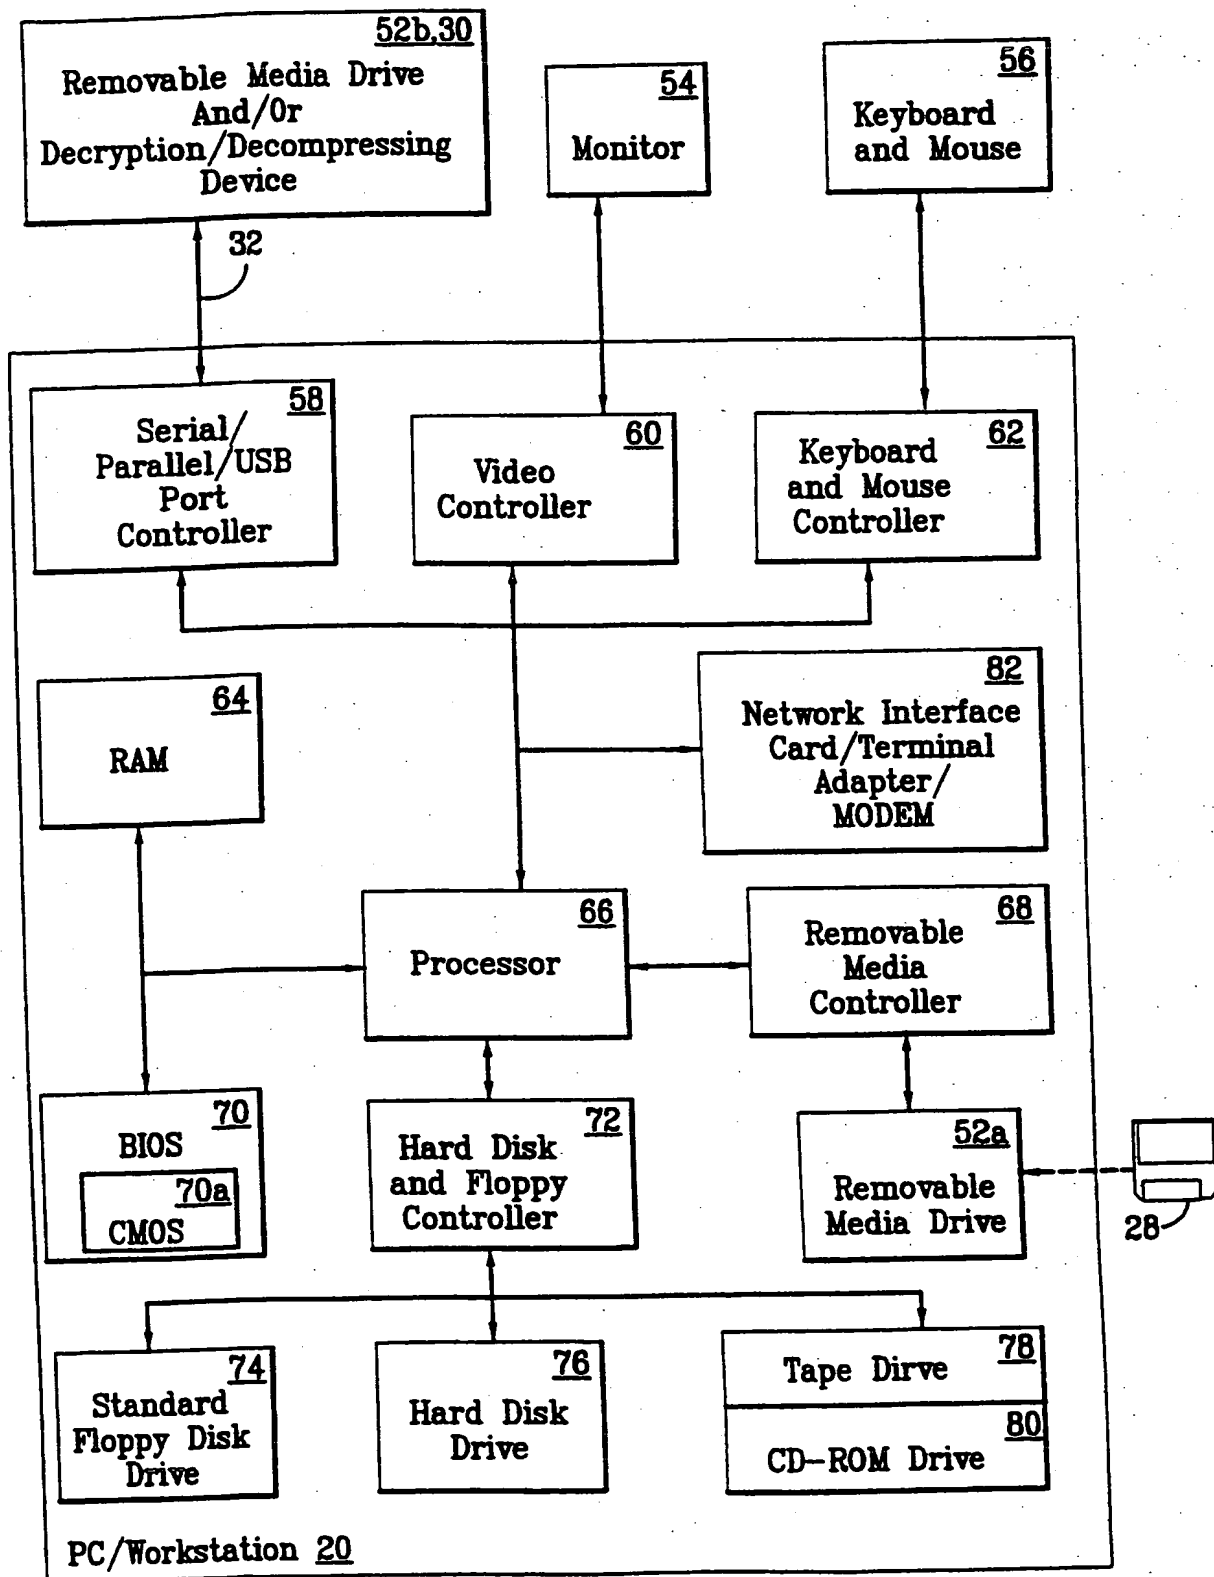 52b,30
Removable Media Drive
And/Or
Decryption/Decompressing
Device
54
Monitor
56
Keyboard
and Mouse
32
58
Serial/
Parallel/USB
Port
Controller
60
Video
Controller
62
Keyboard
and Mouse
Controller
64
RAM
82
Network Interface
Card/Terminal
Adapter/
MODEM
66
Processor
68
Removable
Media
Controller
70
BIOS
70a
CMOS
72
Hard Disk
and Floppy
Controller
52a
Removable
Media Drive
28
74
Standard
Floppy Disk
Drive
76
Hard Disk
Drive
78
Tape Dirve
80
CD-ROM Drive
PC/Workstation 20